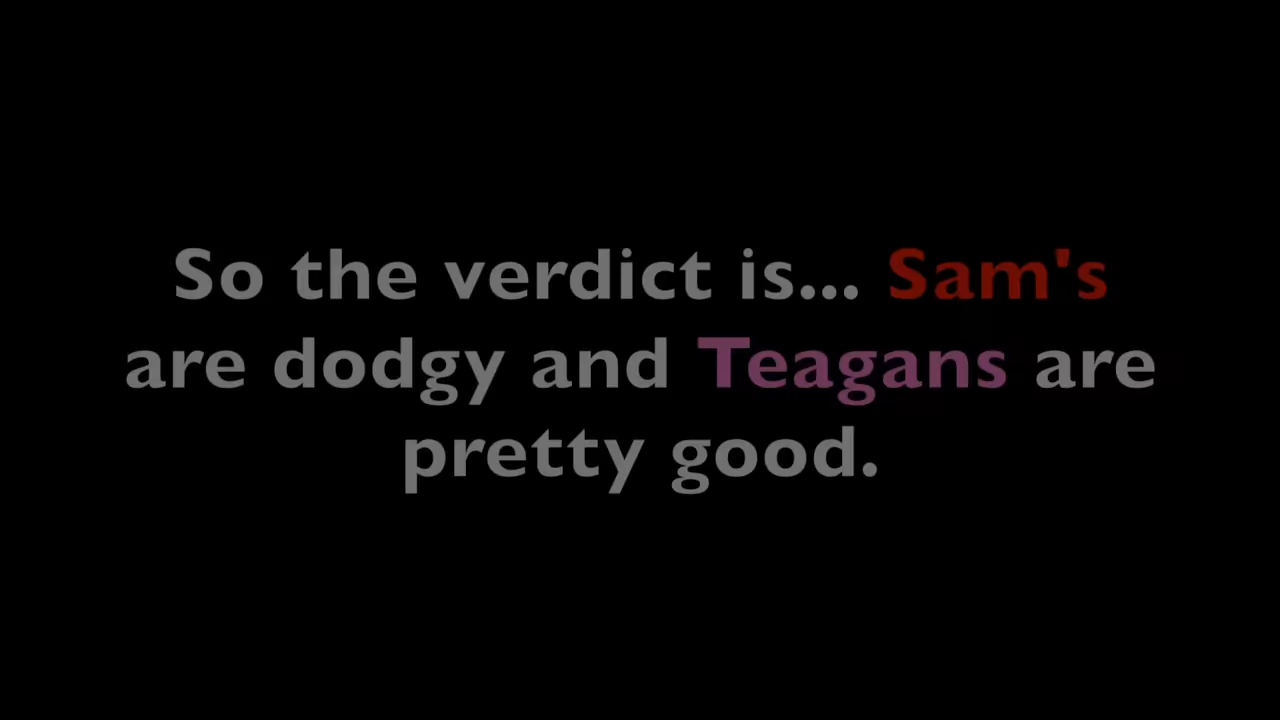 So the verdict is... Sam's
are dodgy and Teagans are
pretty good.